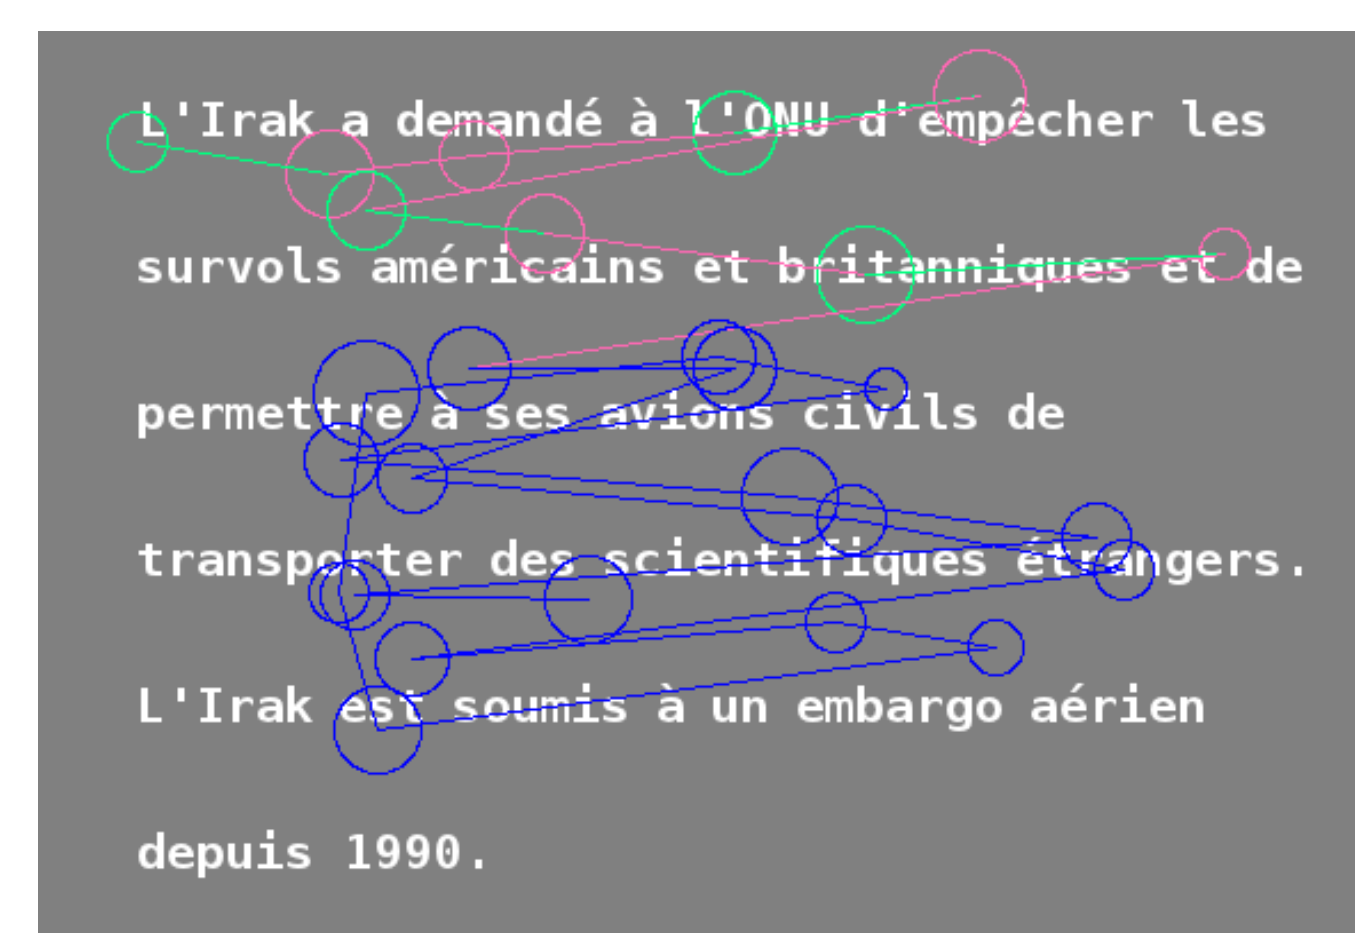 L'Irak a demandé à l'ONU d'empêcher les
survols américains et britanniques et de
permettre à ses avions civils de
transporter des scientifiques étrangers.
L'Irak est soumis à un embargo aérien
depuis 1990.